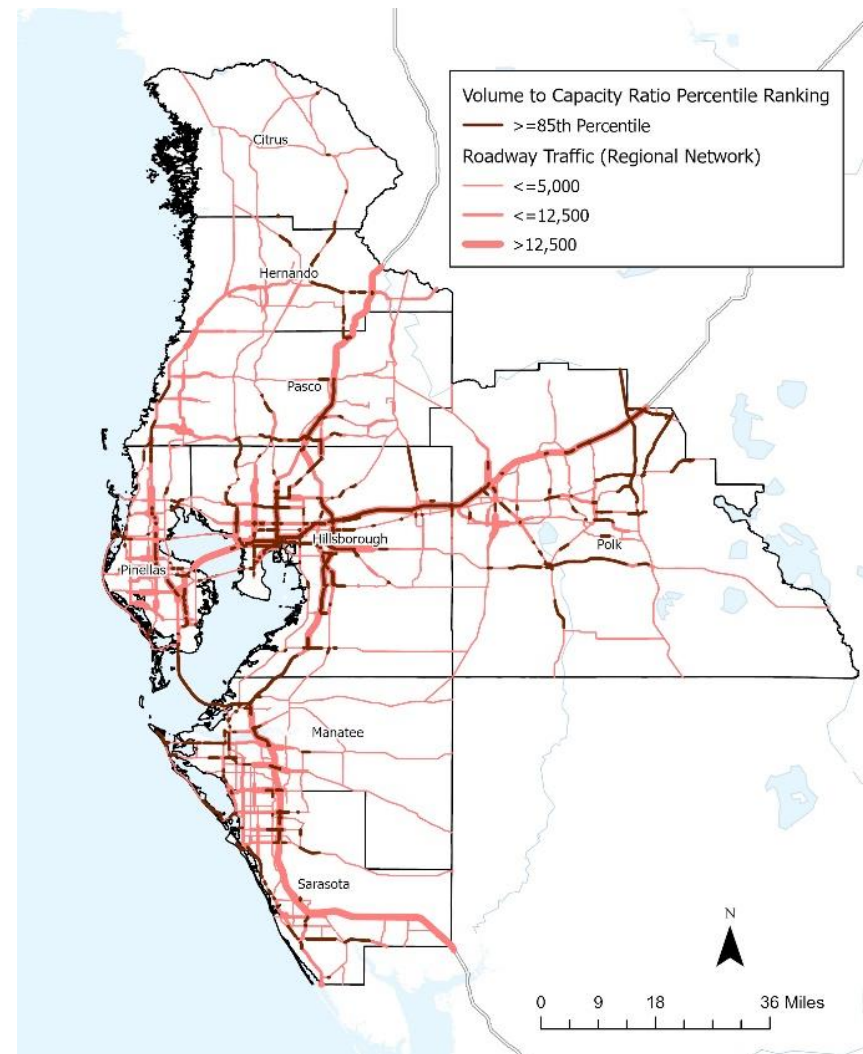 Volume to Capacity Ratio Percentile Ranking
>=85th Percentile
Roadway Traffic (Regional Network)
<=5,000
<=12,500
>12,500
Citrus
Hernando
Pasco
Hillsborough
Pinellas
Polk
Manatee
Sarasota
N
0 9 18 36 Miles